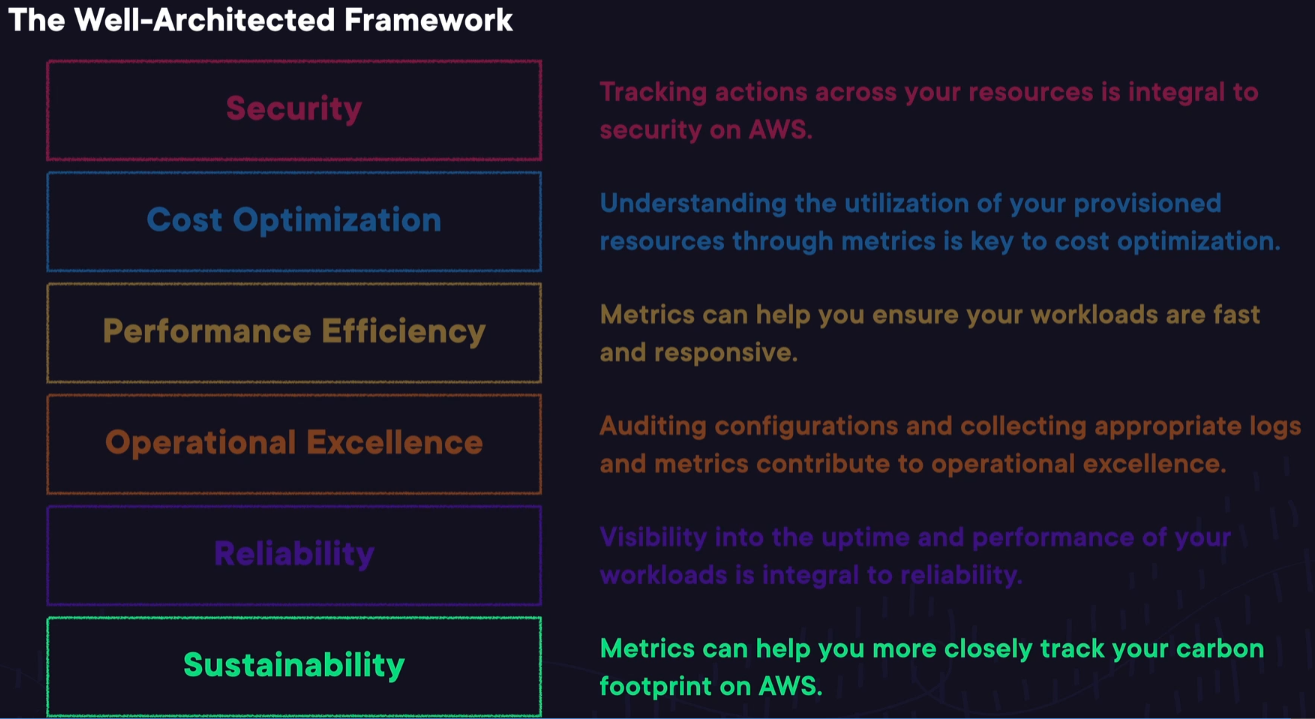 The Well-Architected Framework
Security
Tracking actions across your resources is integral to
security on AWS.
Cost Optimization
Understanding the utilization of your provisioned
resources through metrics is key to cost optimization.
Performance Efficiency
Metrics can help you ensure your workloads are fast
and responsive.
Operational Excellence
Auditing configurations and collecting appropriate logs
and metrics contribute to operational excellence.
Reliability
Visibility into the uptime and performance of your
workloads is integral to reliability.
Sustainability
Metrics can help you more closely track your carbon
footprint on AWS.